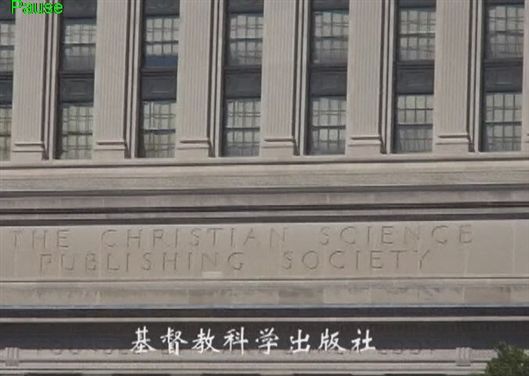 Pause
THE CHRISTIAN SCIENCE
PUBLISHING SOCIETY
基督教科学出版社